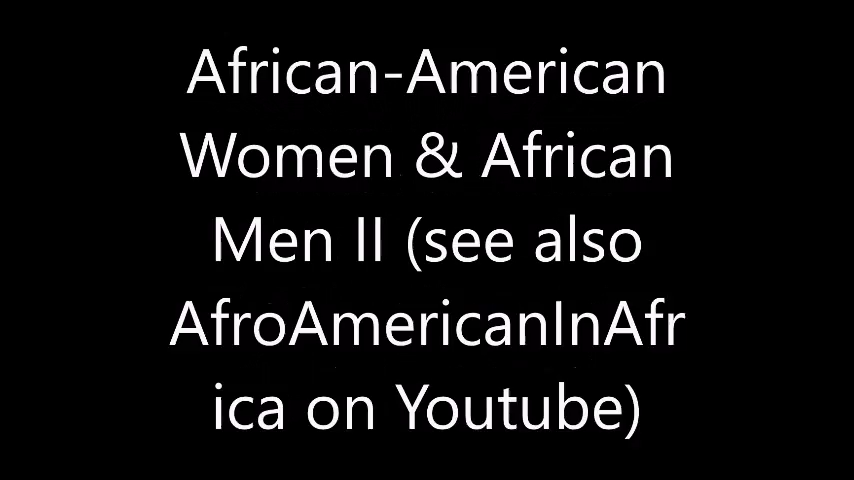 African-American
Women & African
Men II (see also
AfroAmericanInAfr
ica on Youtube)